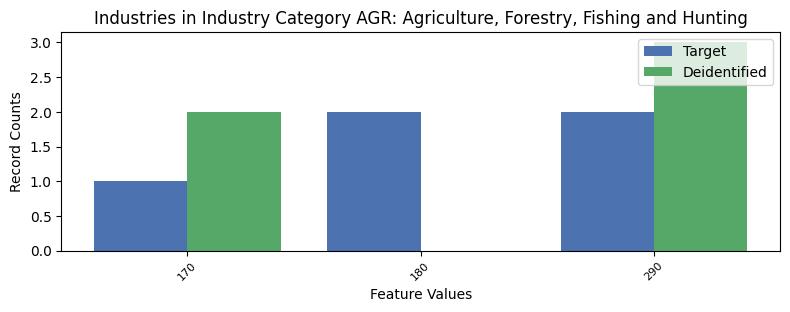 Industries in Industry Category AGR: Agriculture, Forestry, Fishing and Hunting
Target
Deidentified
3.0
2.5
2.0
1.5
1.0
0.5
0.0
Record Counts
170
180
290
Feature Values